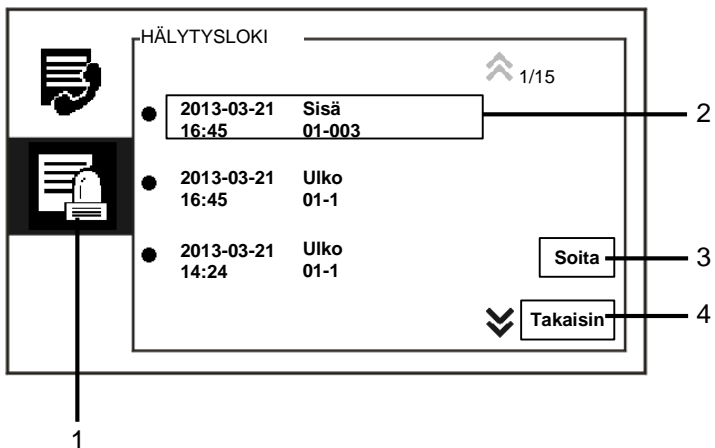 HÄLYTYSLOKI
1/15
2013-03-21 Sisä
16:45 01-003
2
2013-03-21 Ulko
16:45 01-1
2013-03-21 Ulko
14:24 01-1
Soita
3
Takaisin
4
1